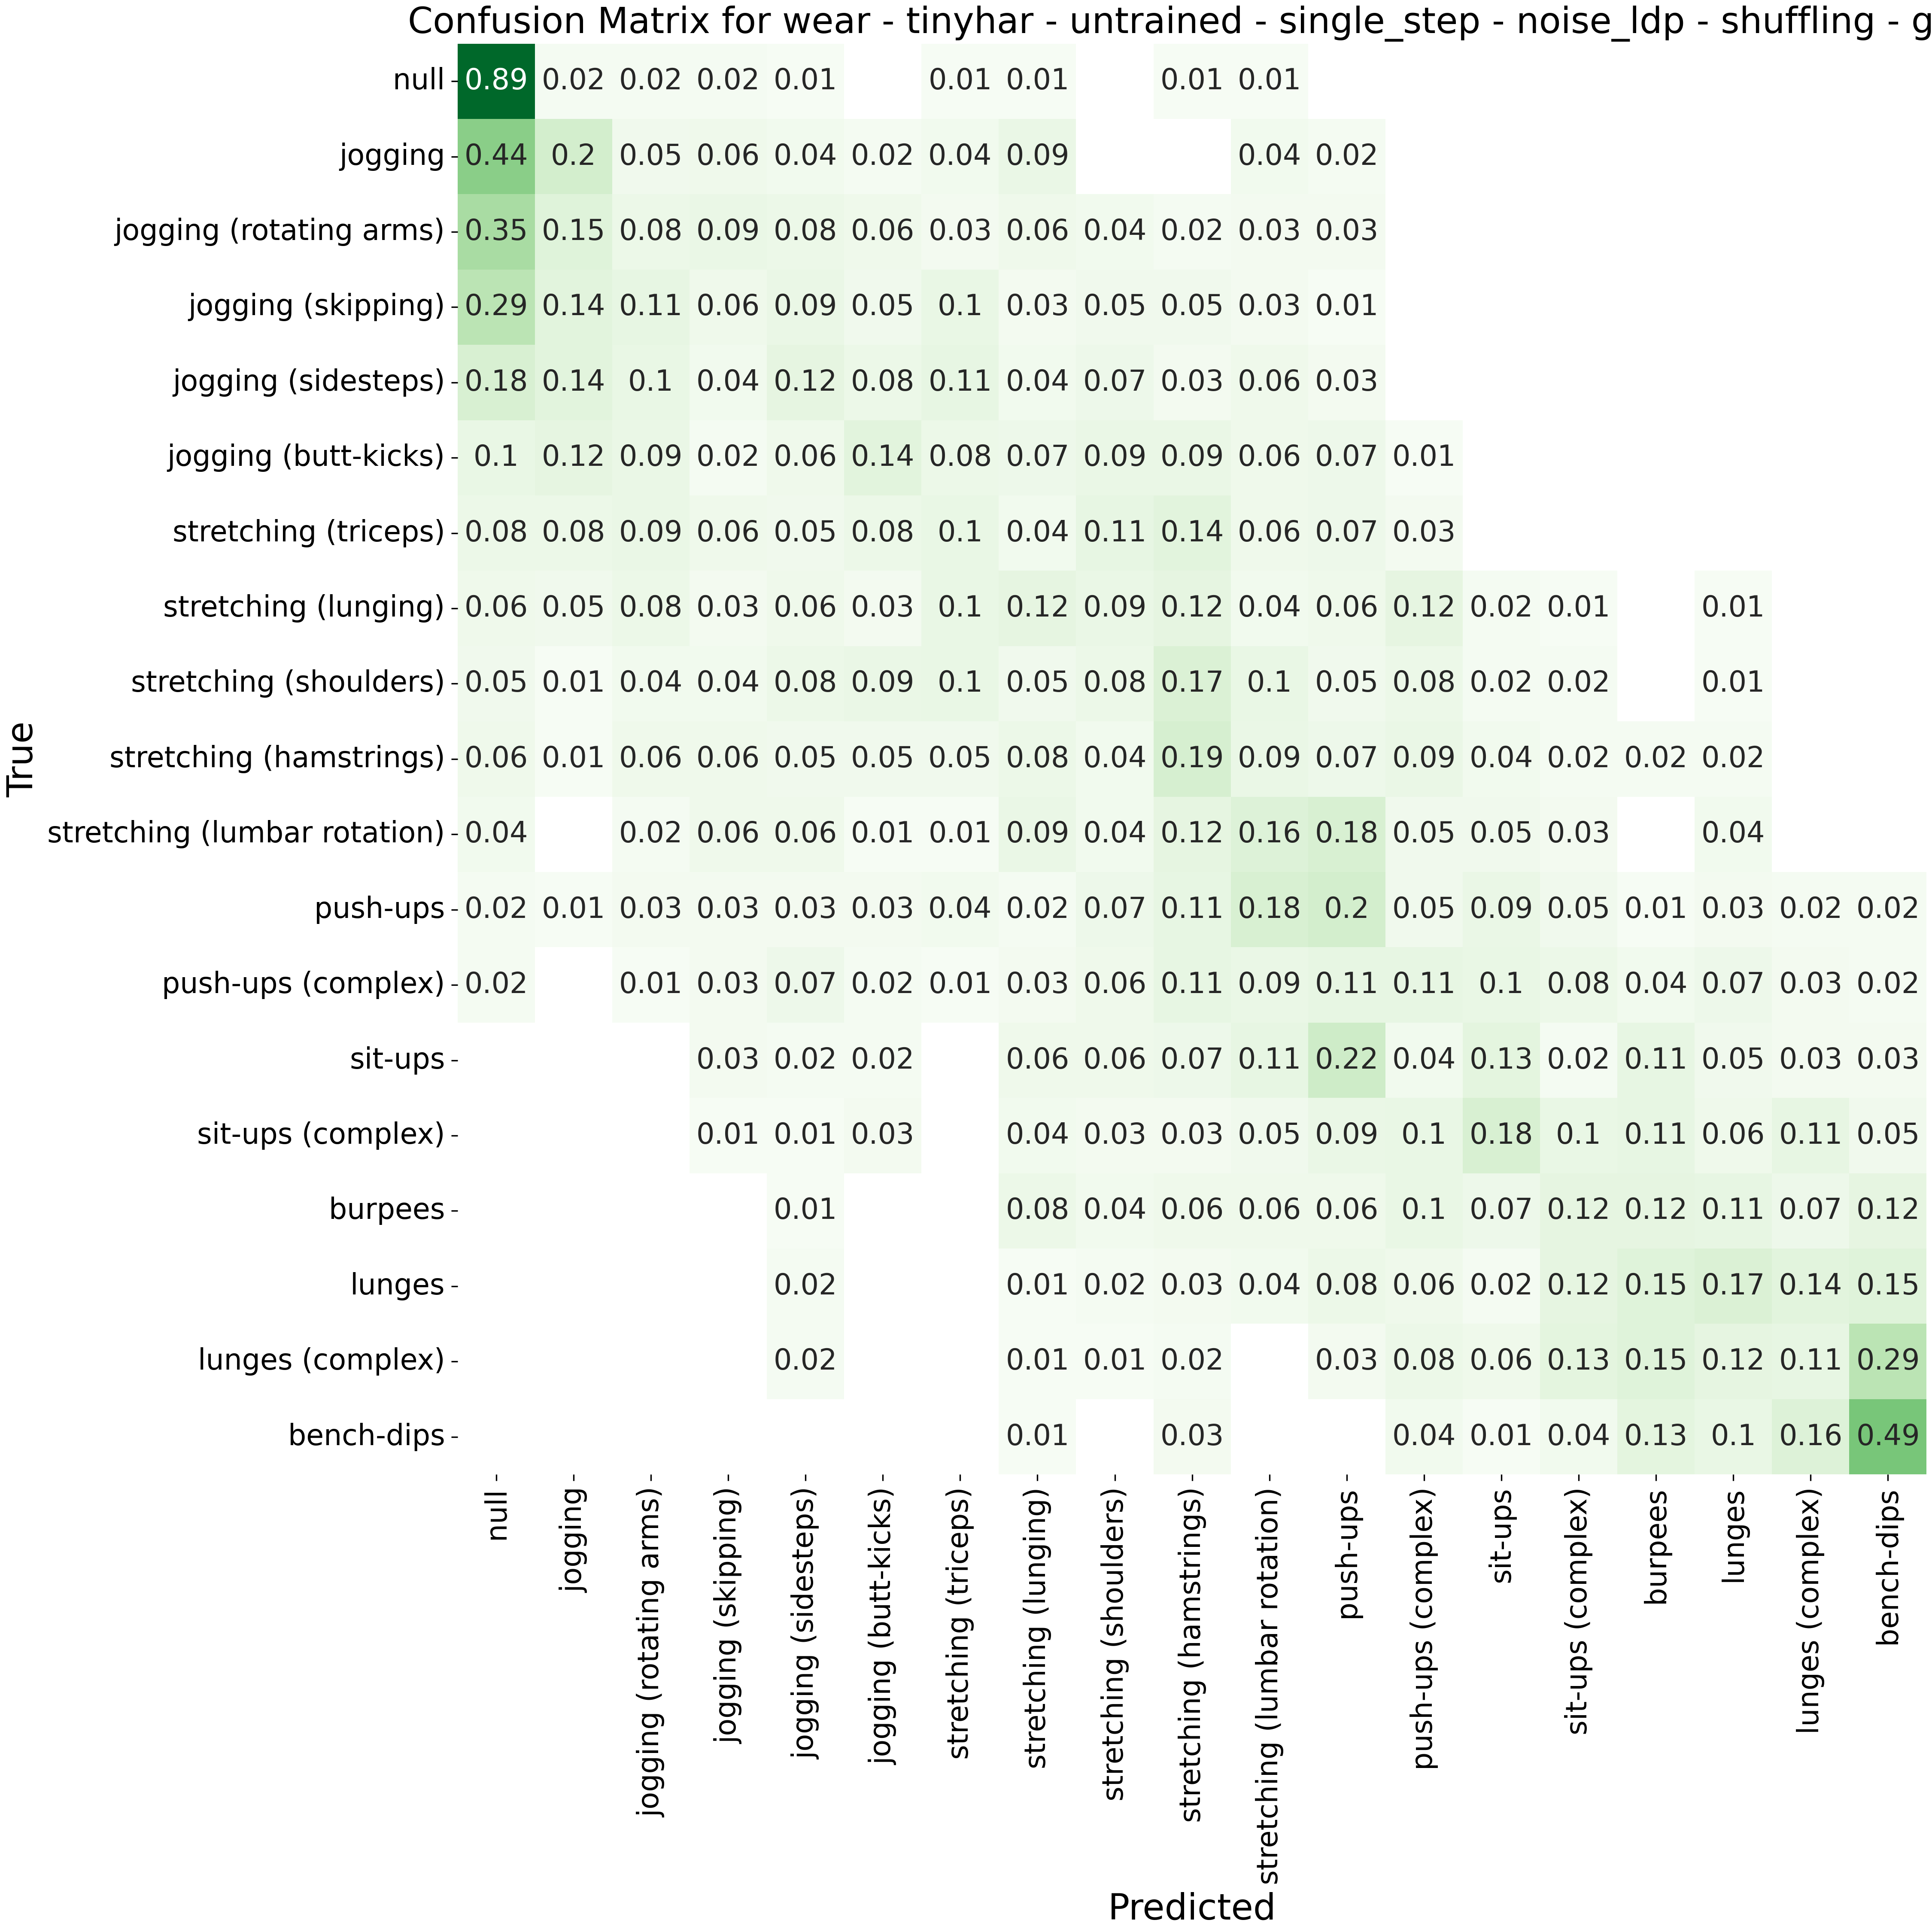 Confusion Matrix for wear - tinyhar - untrained - single_step - noise_ldp - shuffling - g
null 0.89 0.02 0.02 0.02 0.01 0.01 0.01 0.01 0.01
jogging 0.44 0.2 0.05 0.06 0.04 0.02 0.04 0.09 0.04 0.02
jogging (rotating arms) 0.35 0.15 0.08 0.09 0.08 0.06 0.03 0.06 0.04 0.02 0.03 0.03
jogging (skipping) 0.29 0.14 0.11 0.06 0.09 0.05 0.1 0.03 0.05 0.05 0.03 0.01
jogging (sidesteps) 0.18 0.14 0.1 0.04 0.12 0.08 0.11 0.04 0.07 0.03 0.06 0.03
jogging (butt-kicks) 0.1 0.12 0.09 0.02 0.06 0.14 0.08 0.07 0.09 0.09 0.06 0.07 0.01
stretching (triceps) 0.08 0.08 0.09 0.06 0.05 0.08 0.1 0.04 0.11 0.14 0.06 0.07 0.03
stretching (lunging) 0.06 0.05 0.08 0.03 0.06 0.03 0.1 0.12 0.09 0.12 0.04 0.06 0.12 0.02 0.01 0.01
stretching (shoulders) 0.05 0.01 0.04 0.04 0.08 0.09 0.1 0.05 0.08 0.17 0.1 0.05 0.08 0.02 0.02 0.01
stretching (hamstrings) 0.06 0.01 0.06 0.06 0.05 0.05 0.05 0.08 0.04 0.19 0.09 0.07 0.09 0.04 0.02 0.02 0.02
stretching (lumbar rotation) 0.04 0.02 0.06 0.06 0.01 0.01 0.09 0.04 0.12 0.16 0.18 0.05 0.05 0.03 0.04
push-ups 0.02 0.01 0.03 0.03 0.03 0.03 0.04 0.02 0.07 0.11 0.18 0.2 0.05 0.09 0.05 0.01 0.03 0.02 0.02
push-ups (complex) 0.02 0.01 0.03 0.07 0.02 0.01 0.03 0.06 0.11 0.09 0.11 0.11 0.1 0.08 0.04 0.07 0.03 0.02
sit-ups 0.03 0.02 0.02 0.06 0.06 0.07 0.11 0.22 0.04 0.13 0.02 0.11 0.05 0.03 0.03
sit-ups (complex) 0.01 0.01 0.03 0.04 0.03 0.03 0.05 0.09 0.1 0.18 0.1 0.11 0.06 0.11 0.05
burpees 0.01 0.08 0.04 0.06 0.06 0.06 0.1 0.07 0.12 0.12 0.11 0.07 0.12
lunges 0.02 0.01 0.02 0.03 0.04 0.08 0.06 0.02 0.12 0.15 0.17 0.14 0.15
lunges (complex) 0.02 0.01 0.01 0.02 0.03 0.08 0.06 0.13 0.15 0.12 0.11 0.29
bench-dips 0.01 0.03 0.04 0.01 0.04 0.13 0.1 0.16 0.49
True
null
jogging
jogging (rotating arms)
jogging (skipping)
jogging (sidesteps)
jogging (butt-kicks)
stretching (triceps)
stretching (lunging)
stretching (shoulders)
stretching (hamstrings)
stretching (lumbar rotation)
push-ups
push-ups (complex)
sit-ups
sit-ups (complex)
burpees
lunges
lunges (complex)
bench-dips
Predicted